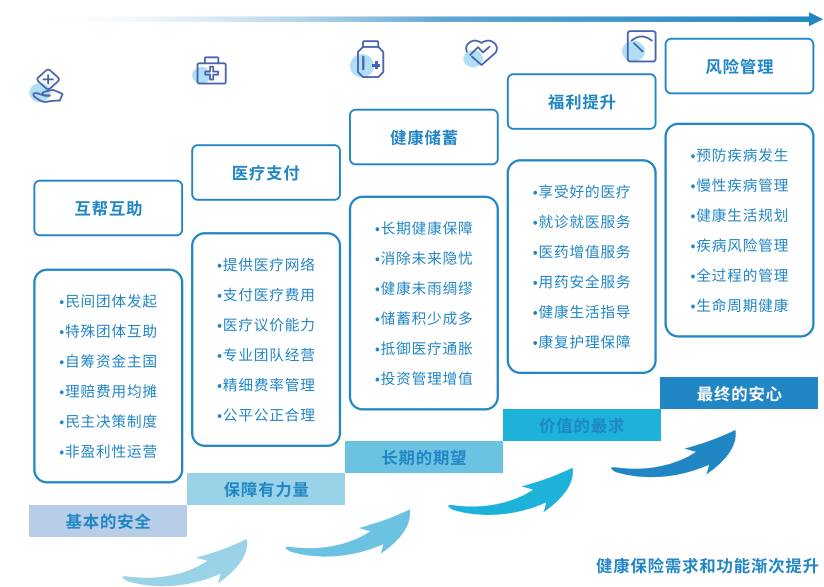 互帮互助
•民间团体发起
•特殊团体互助
•自筹资金主国
•理赔费用均摊
•民主决策制度
•非盈利性运营
基本的安全
医疗支付
•提供医疗网络
•支付医疗费用
•医疗议价能力
•专业团队经营
•精细费率管理
•公平公正合理
保障有力量
健康储蓄
•长期健康保障
•消除未来隐忧
•健康未雨绸缪
•储蓄积少成多
•抵御医疗通胀
•投资管理增值
长期的期望
福利提升
•享受好的医疗
•就诊就医服务
•医药增值服务
•用药安全服务
•健康生活指导
•康复护理保障
价值的最求
风险管理
•预防疾病发生
•慢性疾病管理
•健康生活规划
•疾病风险管理
•全过程的管理
•生命周期健康
最终的安心
健康保险需求和功能渐次提升